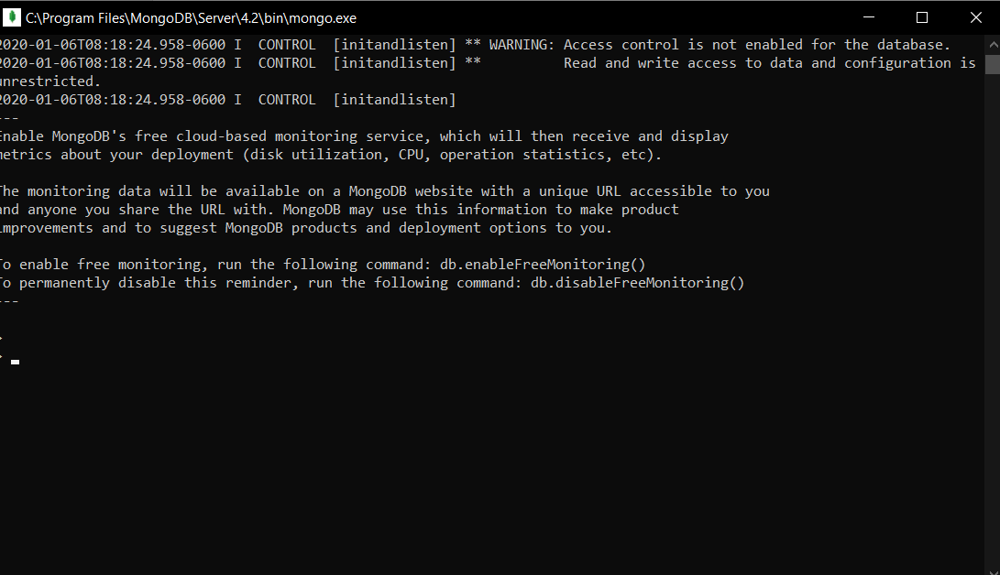 C:\Program Files\MongoDB\Server\4.2\bin\mongo.exe
2020-01-06T08:18:24.958-0600 I  CONTROL  [initandlisten] ** WARNING: Access control is not enabled for the database.
2020-01-06T08:18:24.958-0600 I  CONTROL  [initandlisten] **          Read and write access to data and configuration is
unrestricted.
2020-01-06T08:18:24.958-0600 I  CONTROL  [initandlisten]
---
Enable MongoDB's free cloud-based monitoring service, which will then receive and display
metrics about your deployment (disk utilization, CPU, operation statistics, etc).
The monitoring data will be available on a MongoDB website with a unique URL accessible to you
and anyone you share the URL with. MongoDB may use this information to make product
improvements and to suggest MongoDB products and deployment options to you.
To enable free monitoring, run the following command: db.enableFreeMonitoring()
To permanently disable this reminder, run the following command: db.disableFreeMonitoring()
---
>
>